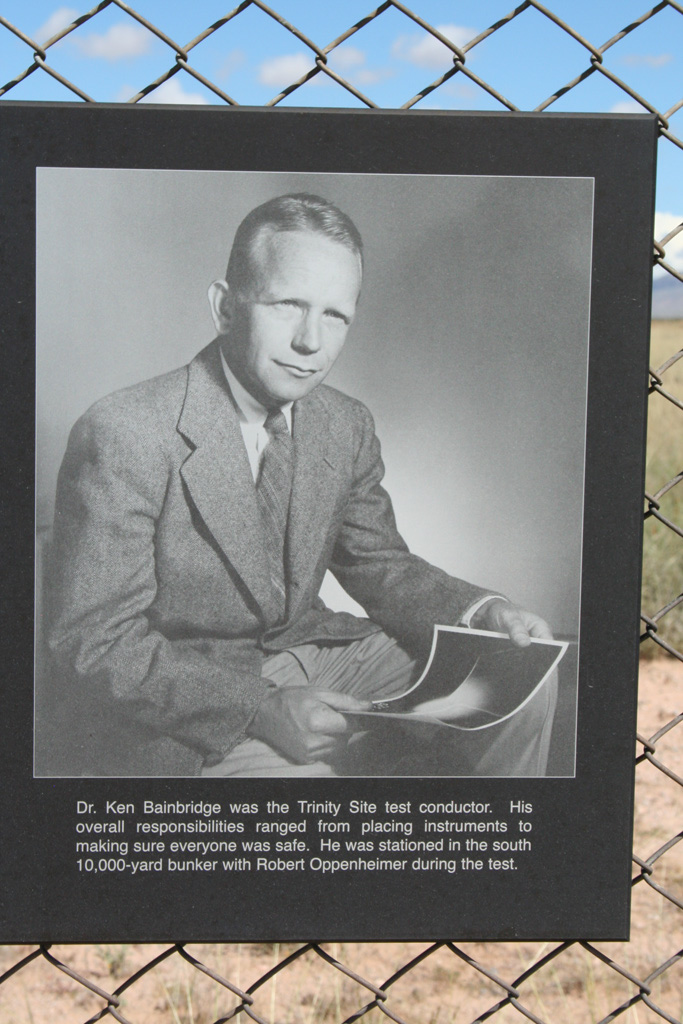 Dr. Ken Bainbridge was the Trinity Site test conductor. His
overall responsibilities ranged from placing instruments to
making sure everyone was safe. He was stationed in the south
10,000-yard bunker with Robert Oppenheimer during the test.